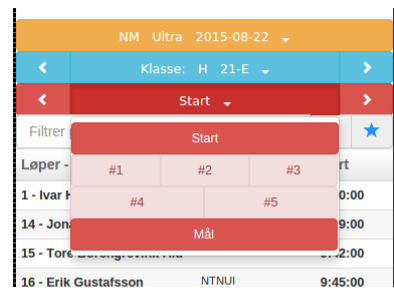 NM Ultra 2015-08-22
Klasse: H 21-E
Start
Filtrer
Start
Løper - rt
#1 #2 #3
1 - Ivar 0:00
#4 #5
14 - Jon 9:00
Mål
15 - Tore 2:00
16 - Erik Gustafsson NTNUI 9:45:00